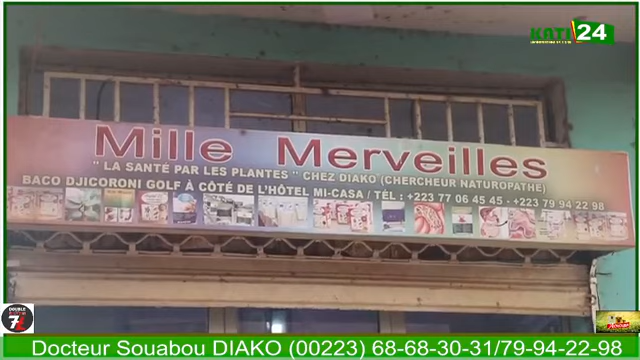 KATI 24
Mille Merveilles
" LA SANTÉ PAR LES PLANTES " CHEZ DIAKO (CHERCHEUR NATUROPATHE)
BACO DJICORONI GOLF À CÔTÉ DE L'HÔTEL MI-CASA / TÉL : +223 77 06 45 45 - +223 79 94 22 98
DOUBLE
72
Docteur Souabou DIAKO (00223) 68-68-30-31/79-94-22-98